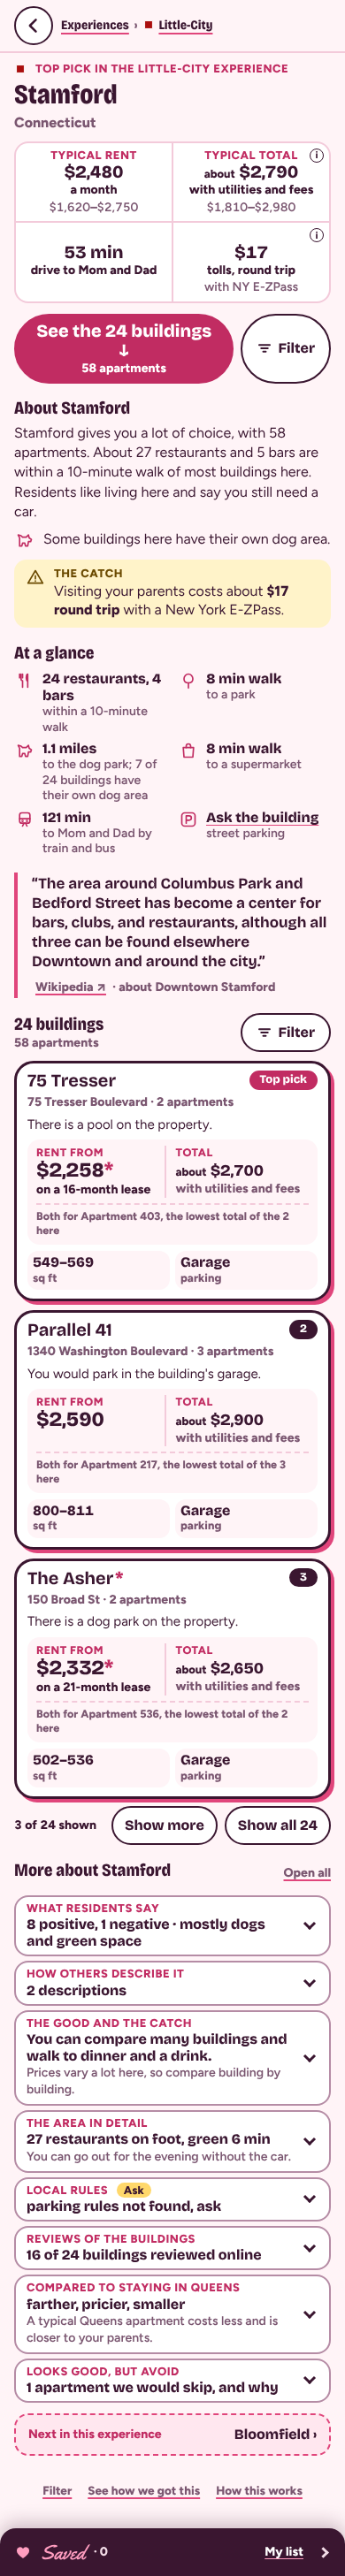 Experiences › Little-City
TOP PICK IN THE LITTLE-CITY EXPERIENCE
Stamford
Connecticut
TYPICAL RENT
$2,480
a month
$1,620–$2,750
TYPICAL TOTAL
about $2,790
with utilities and fees
$1,810–$2,980
53 min
drive to Mom and Dad
$17
tolls, round trip
with NY E-ZPass
See the 24 buildings
↓
58 apartments
Filter
About Stamford
Stamford gives you a lot of choice, with 58
apartments. About 27 restaurants and 5 bars are
within a 10-minute walk of most buildings here.
Residents like living here and say you still need a
car.
Some buildings here have their own dog area.
THE CATCH
Visiting your parents costs about $17
round trip with a New York E-ZPass.
At a glance
24 restaurants, 4
bars
within a 10-minute
walk
8 min walk
to a park
1.1 miles
to the dog park; 7 of
24 buildings have
their own dog area
8 min walk
to a supermarket
121 min
to Mom and Dad by
train and bus
Ask the building
street parking
“The area around Columbus Park and
Bedford Street has become a center for
bars, clubs, and restaurants, although all
three can be found elsewhere
Downtown and around the city.”
Wikipedia ↗ · about Downtown Stamford
24 buildings
58 apartments
Filter
75 Tresser
Top pick
75 Tresser Boulevard · 2 apartments
There is a pool on the property.
RENT FROM
$2,258*
on a 16-month lease
TOTAL
about $2,700
with utilities and fees
Both for Apartment 403, the lowest total of the 2
here
549–569
sq ft
Garage
parking
Parallel 41
2
1340 Washington Boulevard · 3 apartments
You would park in the building's garage.
RENT FROM
$2,590
TOTAL
about $2,900
with utilities and fees
Both for Apartment 217, the lowest total of the 3
here
800–811
sq ft
Garage
parking
The Asher*
3
150 Broad St · 2 apartments
There is a dog park on the property.
RENT FROM
$2,332*
on a 21-month lease
TOTAL
about $2,650
with utilities and fees
Both for Apartment 536, the lowest total of the 2
here
502–536
sq ft
Garage
parking
3 of 24 shown
Show more
Show all 24
More about Stamford
Open all
WHAT RESIDENTS SAY
8 positive, 1 negative · mostly dogs
and green space
HOW OTHERS DESCRIBE IT
2 descriptions
THE GOOD AND THE CATCH
You can compare many buildings and
walk to dinner and a drink.
Prices vary a lot here, so compare building by
building.
THE AREA IN DETAIL
27 restaurants on foot, green 6 min
You can go out for the evening without the car.
LOCAL RULES Ask
parking rules not found, ask
REVIEWS OF THE BUILDINGS
16 of 24 buildings reviewed online
COMPARED TO STAYING IN QUEENS
farther, pricier, smaller
A typical Queens apartment costs less and is
closer to your parents.
LOOKS GOOD, BUT AVOID
1 apartment we would skip, and why
Next in this experience
Bloomfield ›
Filter
See how we got this
How this works
Saved · 0
My list